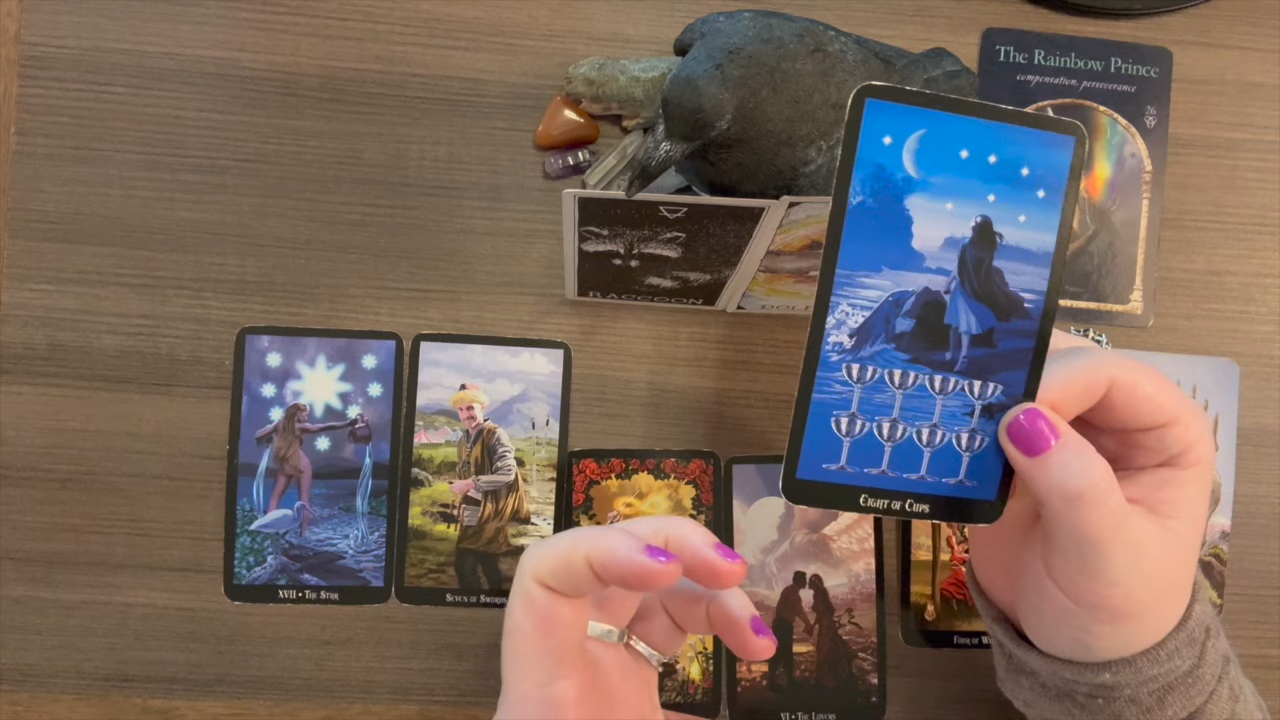 The Rainbow Prince
compensation, perseverance
26
RACCOON
DOL
EIGHT OF CUPS
XVII • THE STAR
SEVEN OF SWORDS
FOUR OF W
VI • THE LOVERS